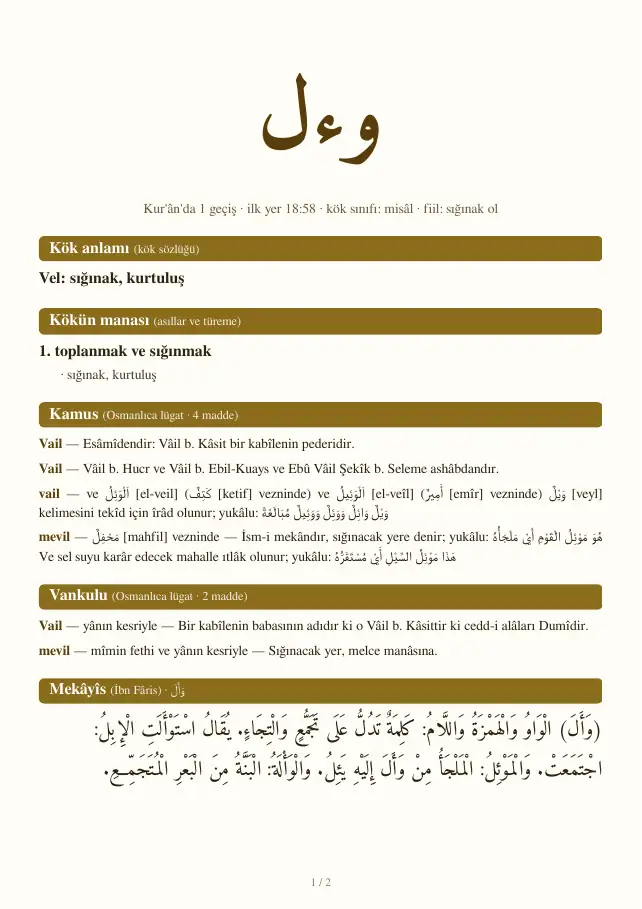 وءل
Kur'ân'da 1 geçiş · ilk yer 18:58 · kök sınıfı: misâl · fiil: sığınak ol
Kök anlamı (kök sözlüğü)
Vel: sığınak, kurtuluş
Kökün manası (asıllar ve türeme)
1. toplanmak ve sığınmak
· sığınak, kurtuluş
Kamus (Osmanlıca lügat · 4 madde)
Vail — Esâmîdendir: Vâil b. Kâsit bir kabîlenin pederidir.
Vail — Vâil b. Hucr ve Vâil b. Ebil-Kuays ve Ebû Vâil Şekîk b. Seleme ashâbdandır.
vail — ve اَلْوَئِلُ [el-veil] (كَتِفٌ [ketif] vezninde) ve اَلْوَئِيلُ [el-veîl] (أَمِيرٌ [emîr] vezninde) وَيْلٌ [veyl]
kelimesini tekîd için îrâd olunur; yukâlu: وَيْلٌ وَائِلٌ وَوَئِلٌ وَوَئِيلٌ مُبَالَغَةً
mevil — مَحْفِلٌ [mahfil] vezninde — İsm-i mekândır, sığınacak yere denir; yukâlu: هُوَ مَوْئِلُ الْقَوْمِ أَيْ مَلْجَأُهُ
Ve sel suyu karâr edecek mahalle ıtlâk olunur; yukâlu: هَذَا مَوْئِلُ السَّيْلِ أَيْ مُسْتَقَرُّهُ
Vankulu (Osmanlıca lügat · 2 madde)
Vail — yânın kesriyle — Bir kabîlenin babasının adıdır ki o Vâil b. Kâsittir ki cedd-i alâları Dumîdir.
mevil — mîmin fethi ve yânın kesriyle — Sığınacak yer, melce manâsına.
Mekâyîs (İbn Fâris) · وَأَلَ
(وَأَلَ) الْوَاوُ وَالْهَمْزَةُ وَاللَّامُ: كَلِمَةٌ تَدُلُّ عَلَى تَجَمُّعٍ وَالْتِجَاءٍ. يُقَالُ اسْتَوْأَلَتِ الْإِبِلُ:
اجْتَمَعَتْ. وَالْمَوْئِلُ: الْمَلْجَأُ مِنْ وَأَلَ إِلَيْهِ يَئِلُ. وَالْوَأْلَةُ: الْبَنَّةُ مِنَ الْبَعْرِ الْمُتَجَمِّعِ.
1 / 2